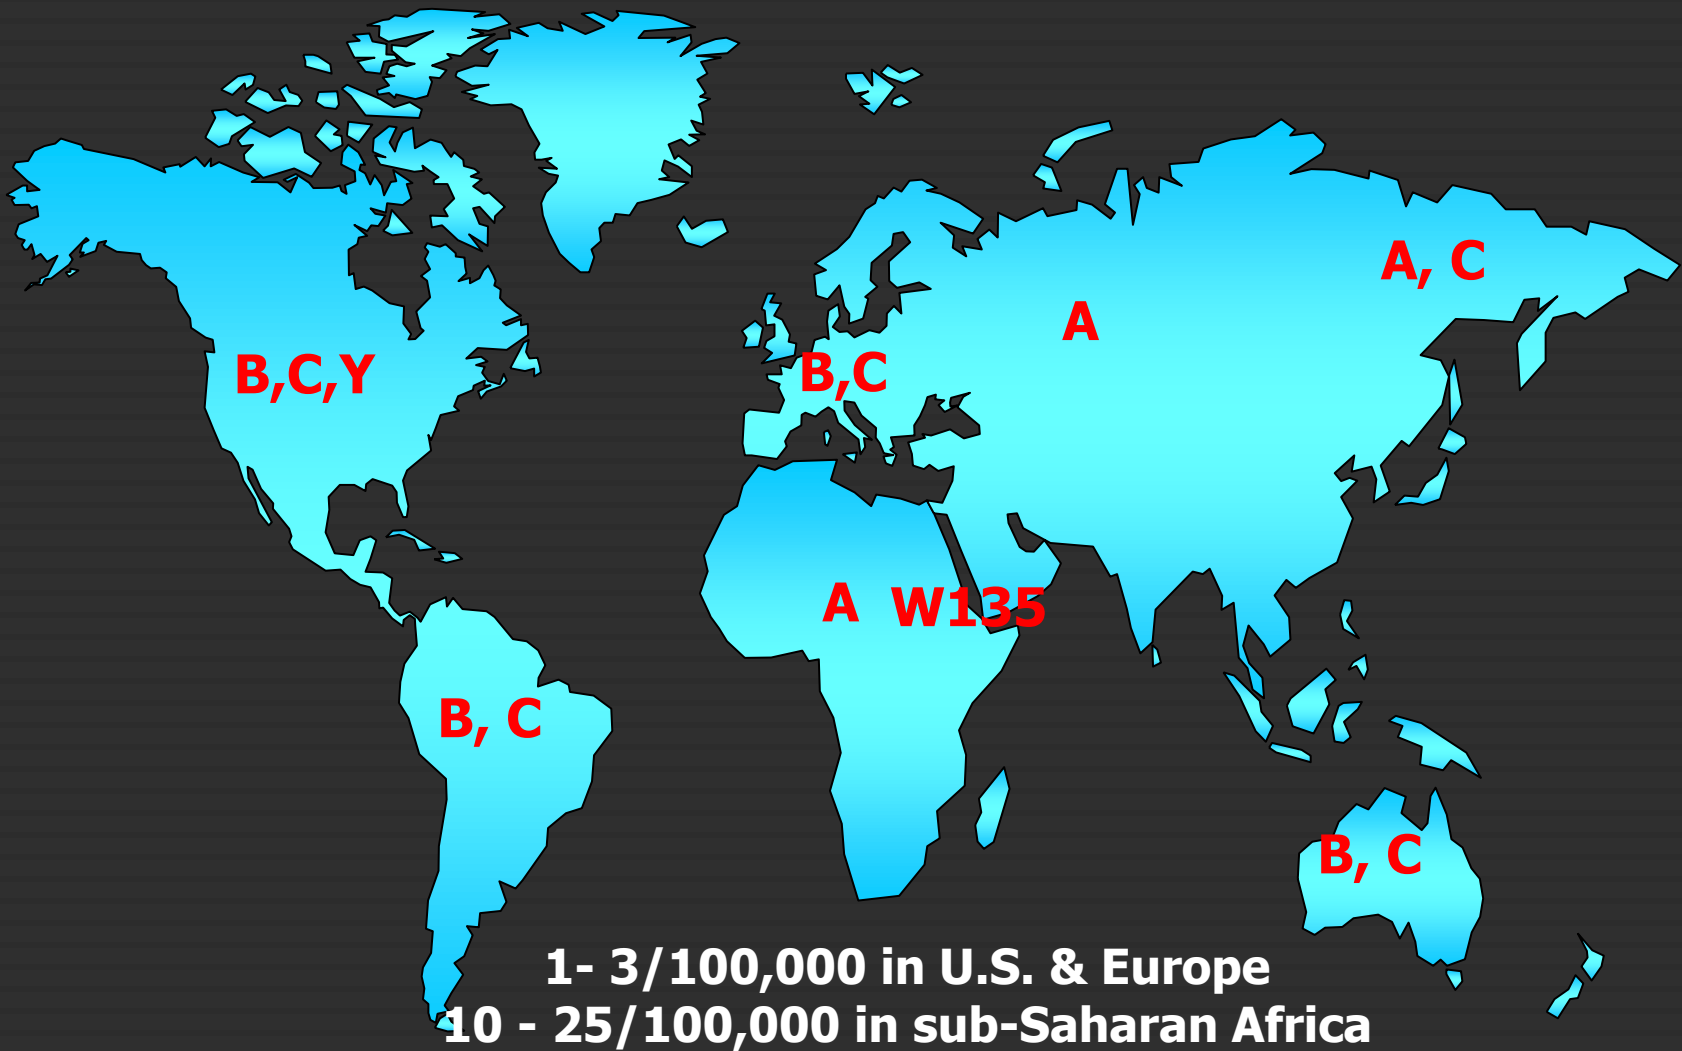 A, C
A
B,C,Y
B,C
A W135
B, C
B, C
1- 3/100,000 in U.S. & Europe
10 - 25/100,000 in sub-Saharan Africa